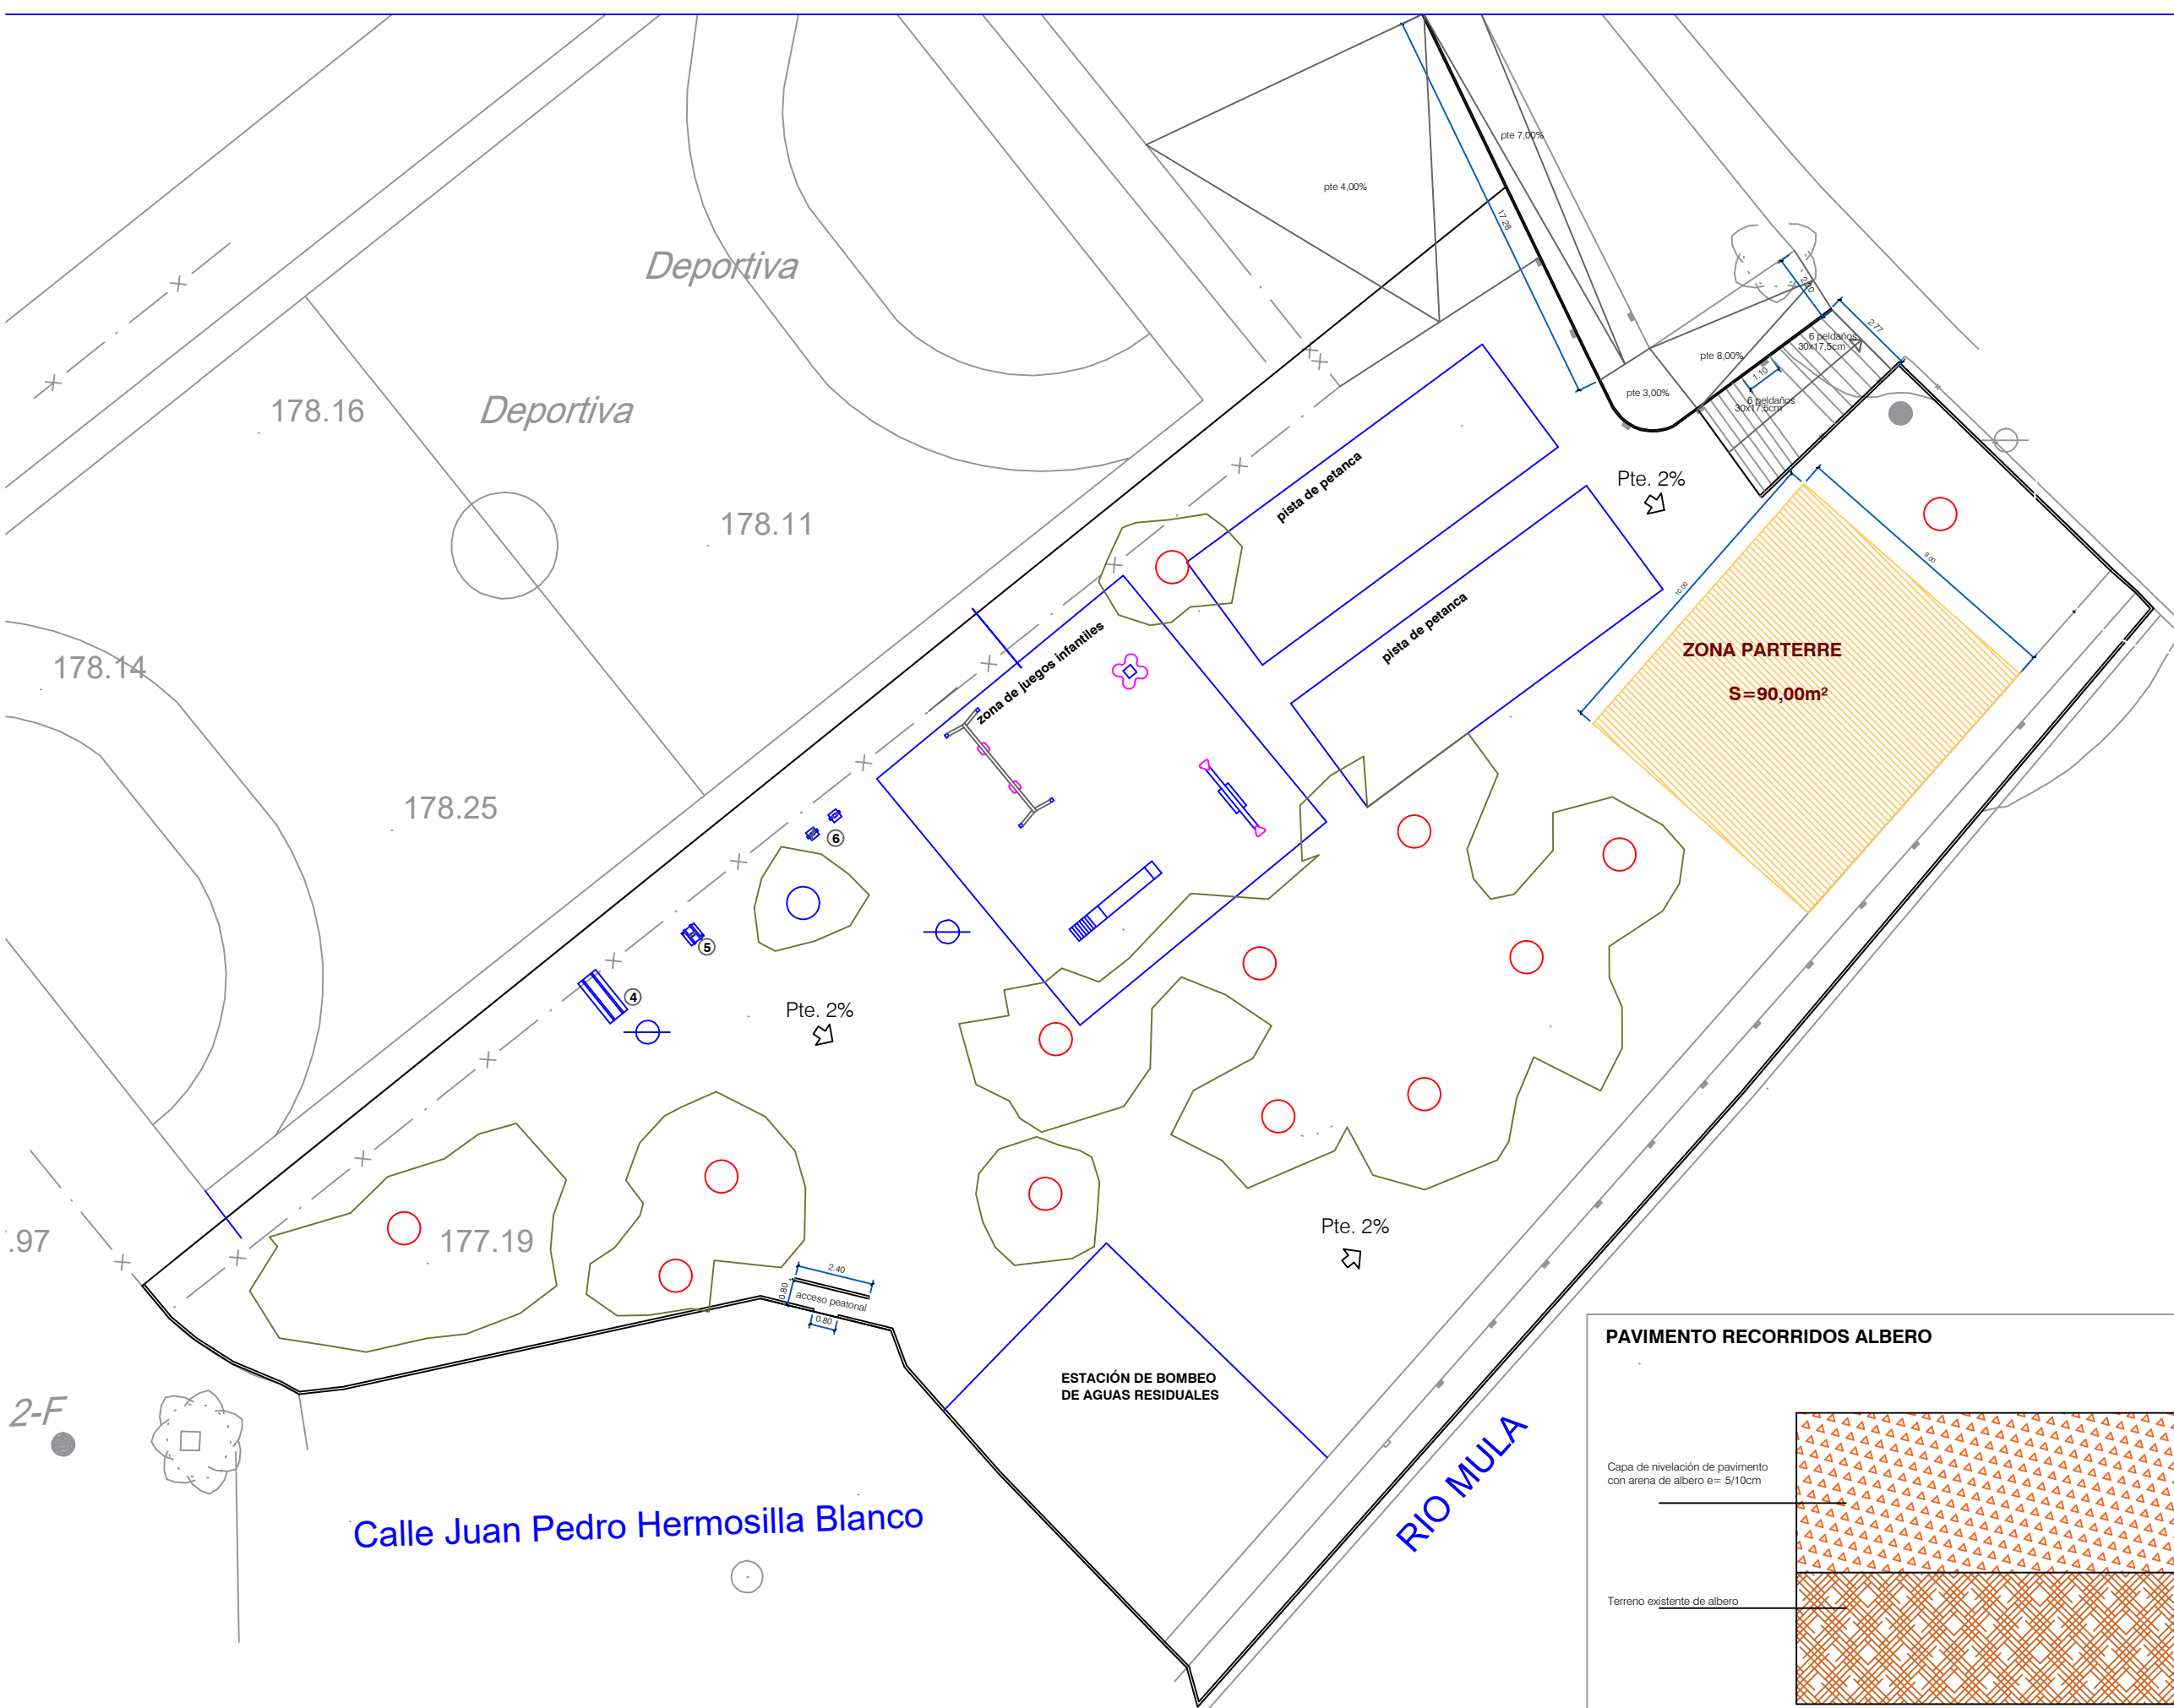 pte 7,00%
pte 4,00%
17.28
Deportiva
2.77
6 peldaños
30x17,5cm
pte 8,00%
1.10
pte 3,00%
6 peldaños
30x17,5cm
178.16
Deportiva
pista de petanca
Pte. 2%
178.11
9.00
10.00
pista de petanca
zona de juegos infantiles
ZONA PARTERRE
S=90,00m²
178.14
178.25
6
5
4
Pte. 2%
Pte. 2%
.97
177.19
2.40
0.80
acceso peatonal
0.80
PAVIMENTO RECORRIDOS ALBERO
ESTACIÓN DE BOMBEO
DE AGUAS RESIDUALES
2-F
RIO MULA
Capa de nivelación de pavimento
con arena de albero e= 5/10cm
Calle Juan Pedro Hermosilla Blanco
Terreno existente de albero